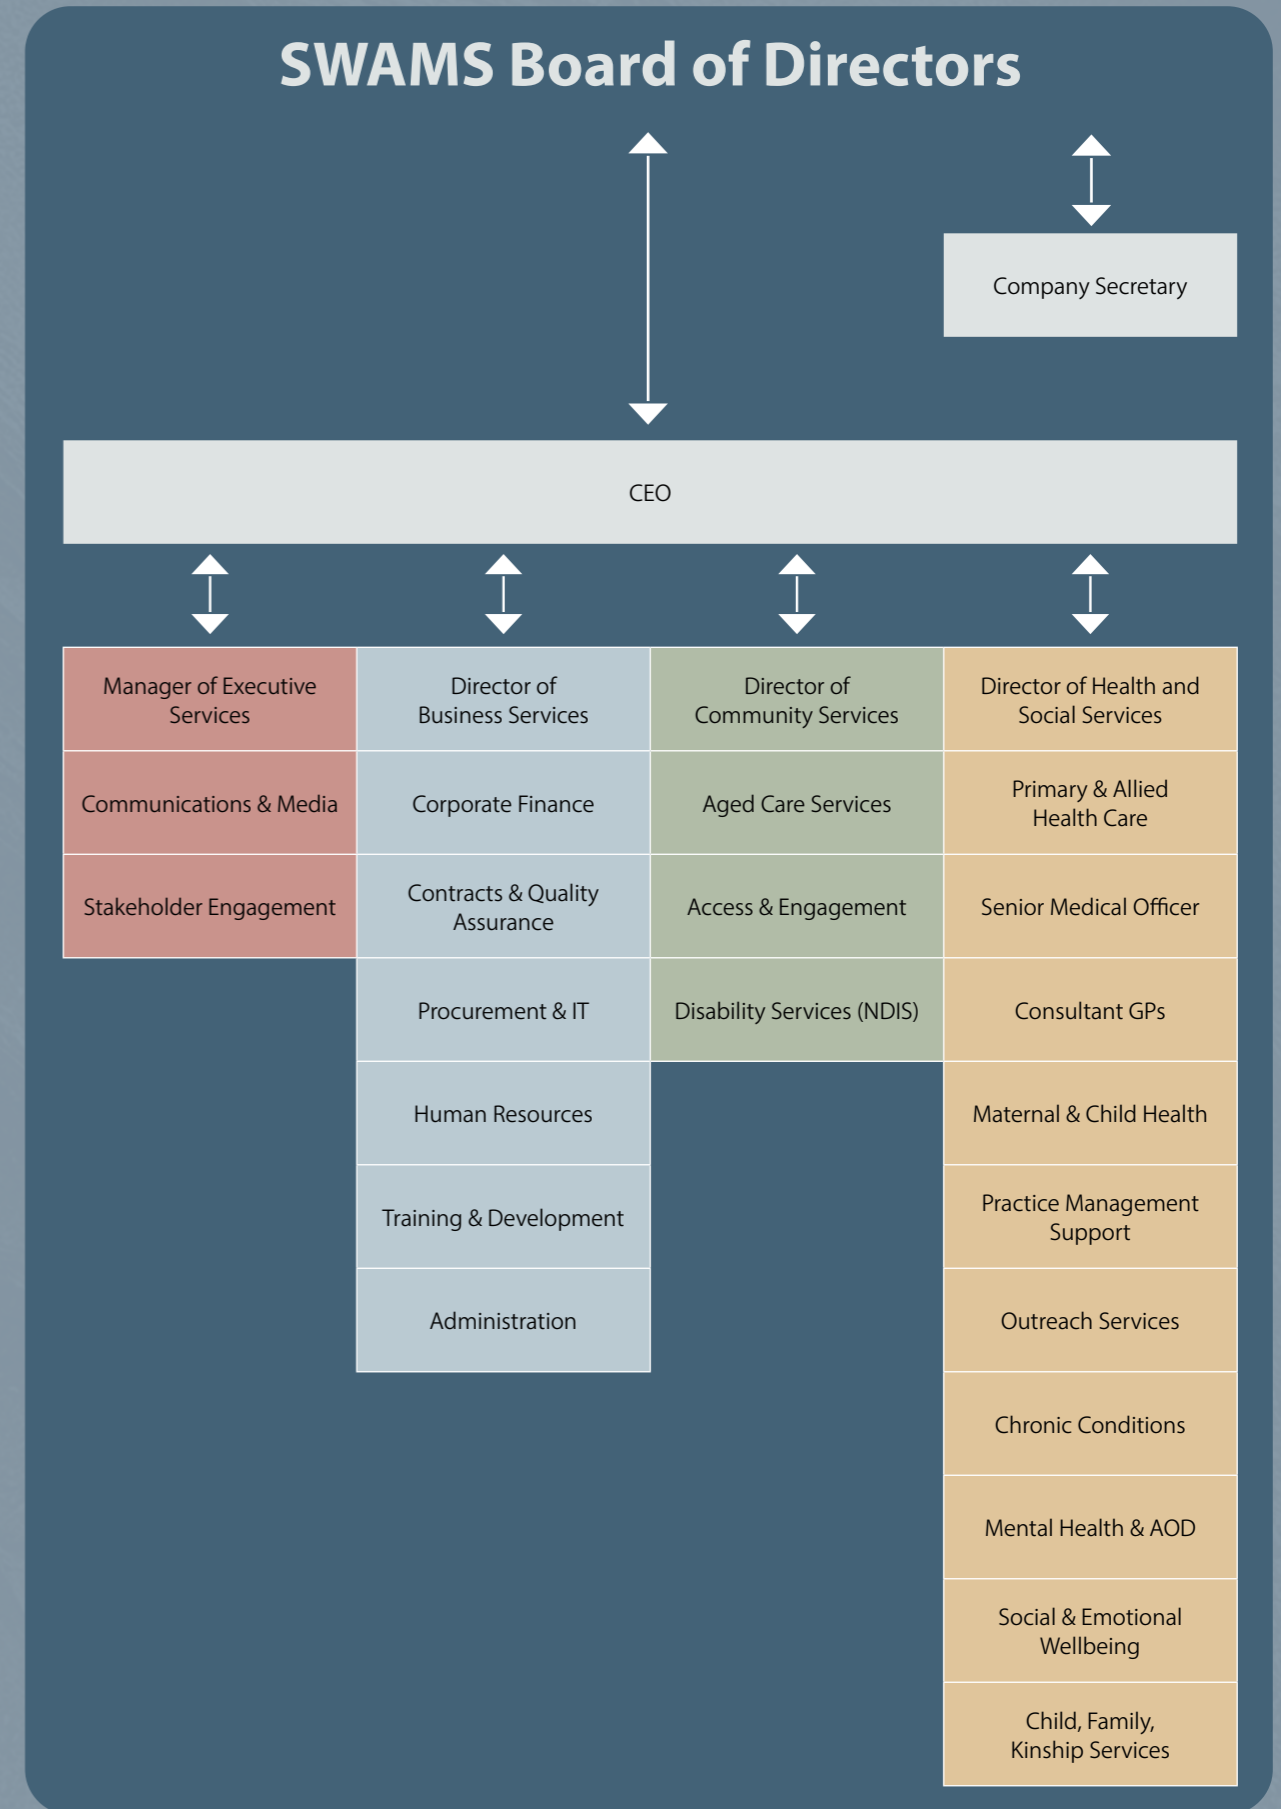 SWAMS Board of Directors
Company Secretary
CEO
Manager of Executive
Services
Communications & Media
Stakeholder Engagement
Director of
Business Services
Corporate Finance
Contracts & Quality
Assurance
Procurement & IT
Human Resources
Training & Development
Administration
Director of
Community Services
Aged Care Services
Access & Engagement
Disability Services (NDIS)
Director of Health and
Social Services
Primary & Allied
Health Care
Senior Medical Officer
Consultant GPs
Maternal & Child Health
Practice Management
Support
Outreach Services
Chronic Conditions
Mental Health & AOD
Social & Emotional
Wellbeing
Child, Family,
Kinship Services